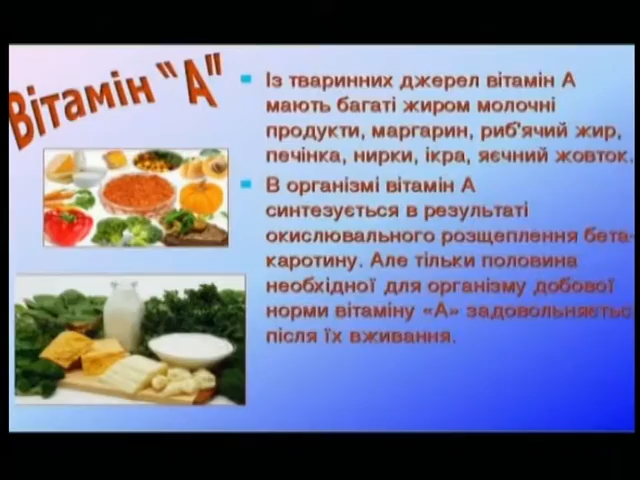 Вітамін “А"
Із тваринних джерел вітамін А
мають багаті жиром молочні
продукти, маргарин, риб'ячий жир,
печінка, нирки, ікра, яєчний жовток.
В організмі вітамін А
синтезується в результаті
окислювального розщеплення бета-
каротину. Але тільки половина
необхідної для організму добової
норми вітаміну «А» задовольняєтьс
після їх вживання.